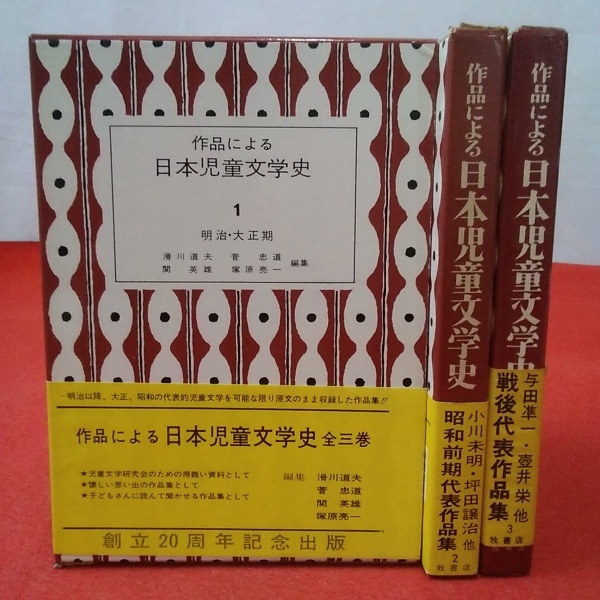 作品による
日本児童文学史
1
明治・大正期
滑川道夫 菅 忠道
関 英雄 塚原亮一
編集
―明治以降、大正、昭和の代表的児童文学を可能な限り原文のまま収録した作品集!!
作品による 日本児童文学史 全三巻
★児童文学研究会のための得難い資料として
★懐しい思い出の作品集として
★子どもさんに読んで聞かせる作品集として
編集 滑川道夫
菅 忠道
関 英雄
塚原亮一
創立20周年記念出版
作品による 日本児童文学史
小川未明・坪田譲治 他
昭和前期代表作品集
2
牧書店
作品による 日本児童文学史
与田凖一・壺井 栄 他
戦後代表作品集
3
牧書店